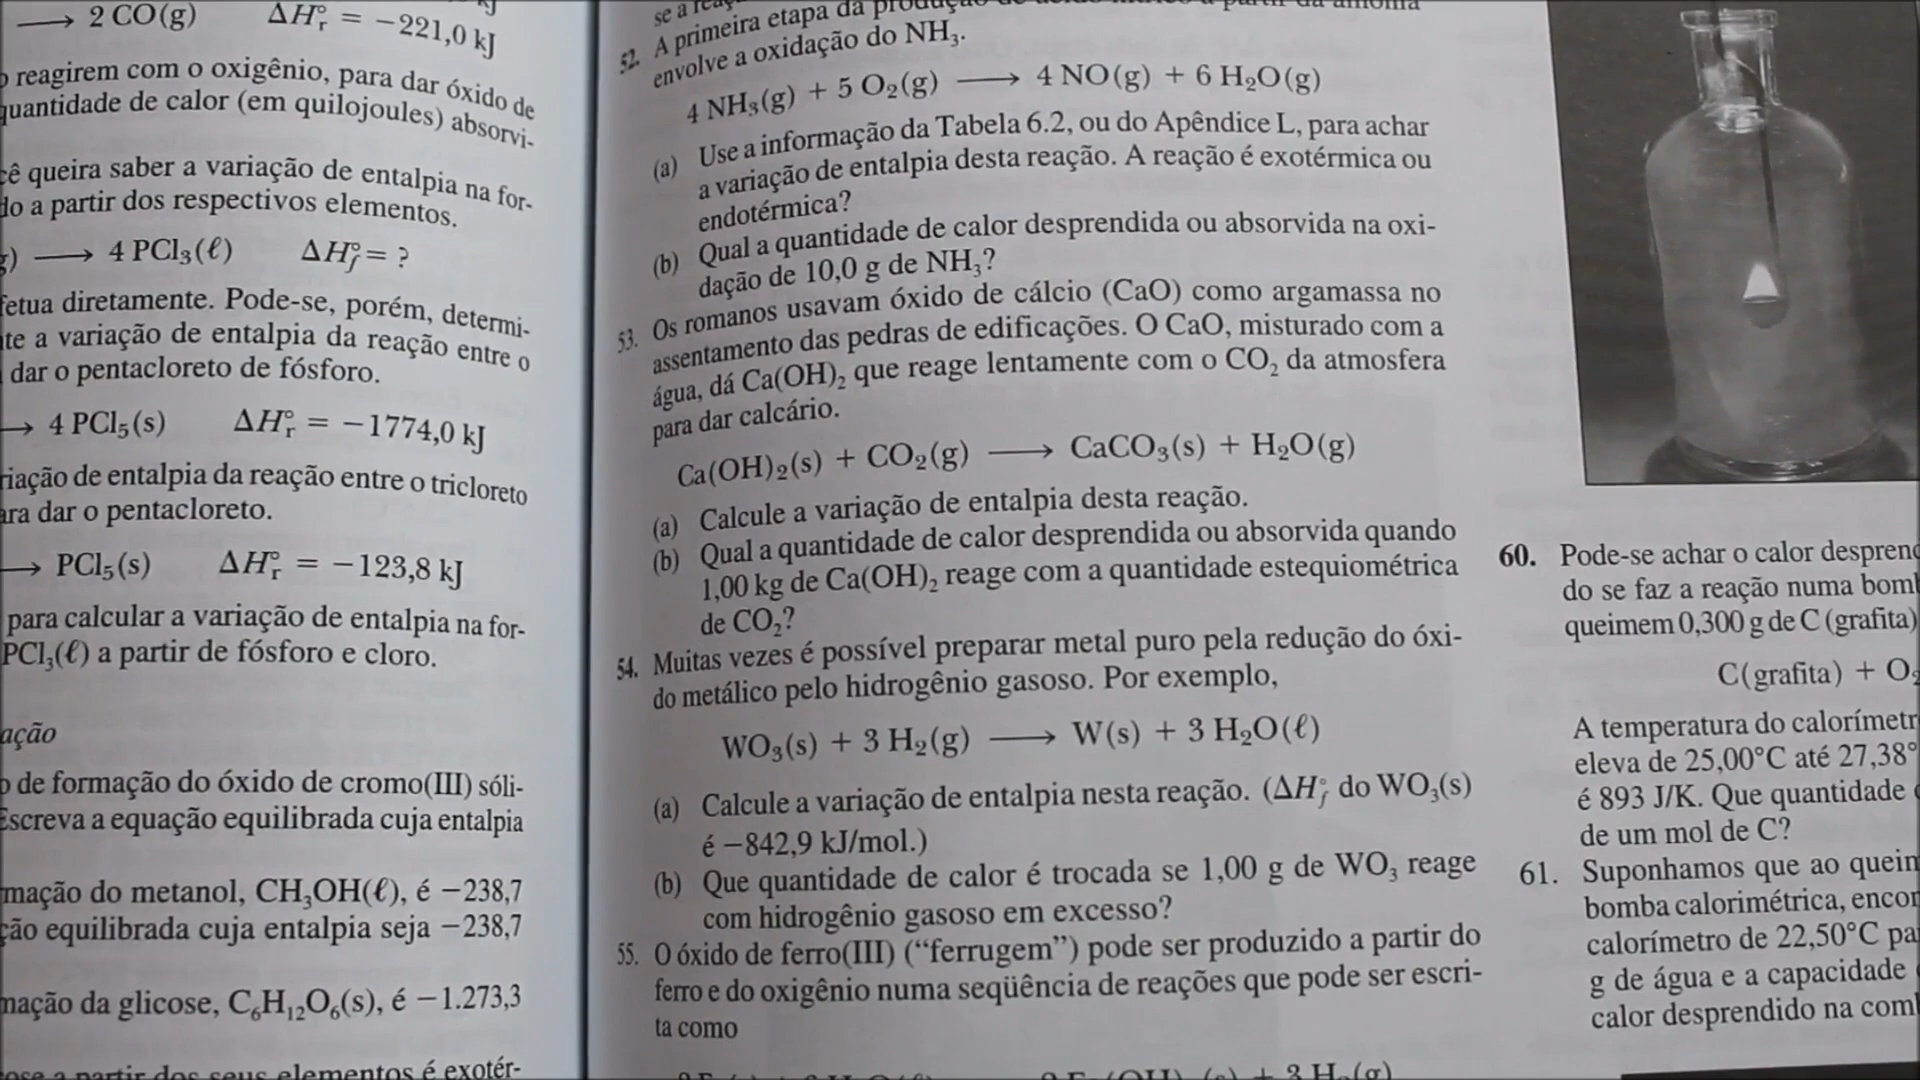 ⟶ 2 CO(g) ΔH°r = −221,0 kJ
reagirem com o oxigênio, para dar óxido de
quantidade de calor (em quilojoules) absorvi-
queira saber a variação de entalpia na for-
do a partir dos respectivos elementos.
⟶ 4 PCl₃(ℓ) ΔH°f = ?
fetua diretamente. Pode-se, porém, determi-
te a variação de entalpia da reação entre o
dar o pentacloreto de fósforo.
⟶ 4 PCl₅(s) ΔH°r = −1774,0 kJ
riação de entalpia da reação entre o tricloreto
ara dar o pentacloreto.
⟶ PCl₅(s) ΔH°r = −123,8 kJ
para calcular a variação de entalpia na for-
PCl₃(ℓ) a partir de fósforo e cloro.
ação
de formação do óxido de cromo(III) sóli-
Escreva a equação equilibrada cuja entalpia
mação do metanol, CH₃OH(ℓ), é −238,7
ção equilibrada cuja entalpia seja −238,7
mação da glicose, C₆H₁₂O₆(s), é −1.273,3
a partir dos seus elementos é exotér-
52. A primeira etapa da
envolve a oxidação do NH₃.
4 NH₃(g) + 5 O₂(g) ⟶ 4 NO(g) + 6 H₂O(g)
(a) Use a informação da Tabela 6.2, ou do Apêndice L, para achar
a variação de entalpia desta reação. A reação é exotérmica ou
endotérmica?
(b) Qual a quantidade de calor desprendida ou absorvida na oxi-
dação de 10,0 g de NH₃?
53. Os romanos usavam óxido de cálcio (CaO) como argamassa no
assentamento das pedras de edificações. O CaO, misturado com a
água, dá Ca(OH)₂ que reage lentamente com o CO₂ da atmosfera
para dar calcário.
Ca(OH)₂(s) + CO₂(g) ⟶ CaCO₃(s) + H₂O(g)
(a) Calcule a variação de entalpia desta reação.
(b) Qual a quantidade de calor desprendida ou absorvida quando
1,00 kg de Ca(OH)₂ reage com a quantidade estequiométrica
de CO₂?
54. Muitas vezes é possível preparar metal puro pela redução do óxi-
do metálico pelo hidrogênio gasoso. Por exemplo,
WO₃(s) + 3 H₂(g) ⟶ W(s) + 3 H₂O(ℓ)
(a) Calcule a variação de entalpia nesta reação. (ΔH°f do WO₃(s)
é −842,9 kJ/mol.)
(b) Que quantidade de calor é trocada se 1,00 g de WO₃ reage
com hidrogênio gasoso em excesso?
55. O óxido de ferro(III) (“ferrugem”) pode ser produzido a partir do
ferro e do oxigênio numa seqüência de reações que pode ser escri-
ta como
60. Pode-se achar o calor despren
do se faz a reação numa bom
queimem 0,300 g de C (grafita)
C(grafita) + O₂
A temperatura do calorímetr
eleva de 25,00°C até 27,38°
é 893 J/K. Que quantidade
de um mol de C?
61. Suponhamos que ao quein
bomba calorimétrica, encor
calorímetro de 22,50°C pa
g de água e a capacidade
calor desprendido na com